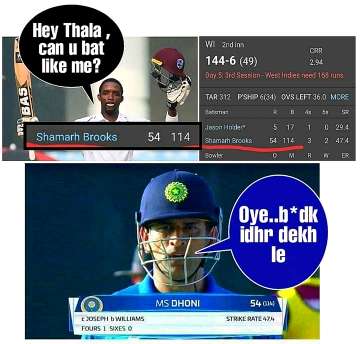 Hey Thala ,
can u bat
like me?
BAS
Shamarh Brooks 54 114
WI 2nd Inn
144-6 (49)
CRR
2.94
Day 5: 3rd Session - West Indies need 168 runs
TAR 312 P'SHIP 6(34) OVS LEFT 36.0 MORE
Batsman R B 4s 6s SR
Jason Holder* 5 17 1 0 29.4
Shamarh Brooks 54 114 3 2 47.4
Bowler O M R W ER
Oye..b*dk
idhr dekh
le
MS DHONI 54 (114)
c JOSEPH b WILLIAMS STRIKE RATE 47.4
FOURS 1 SIXES 0